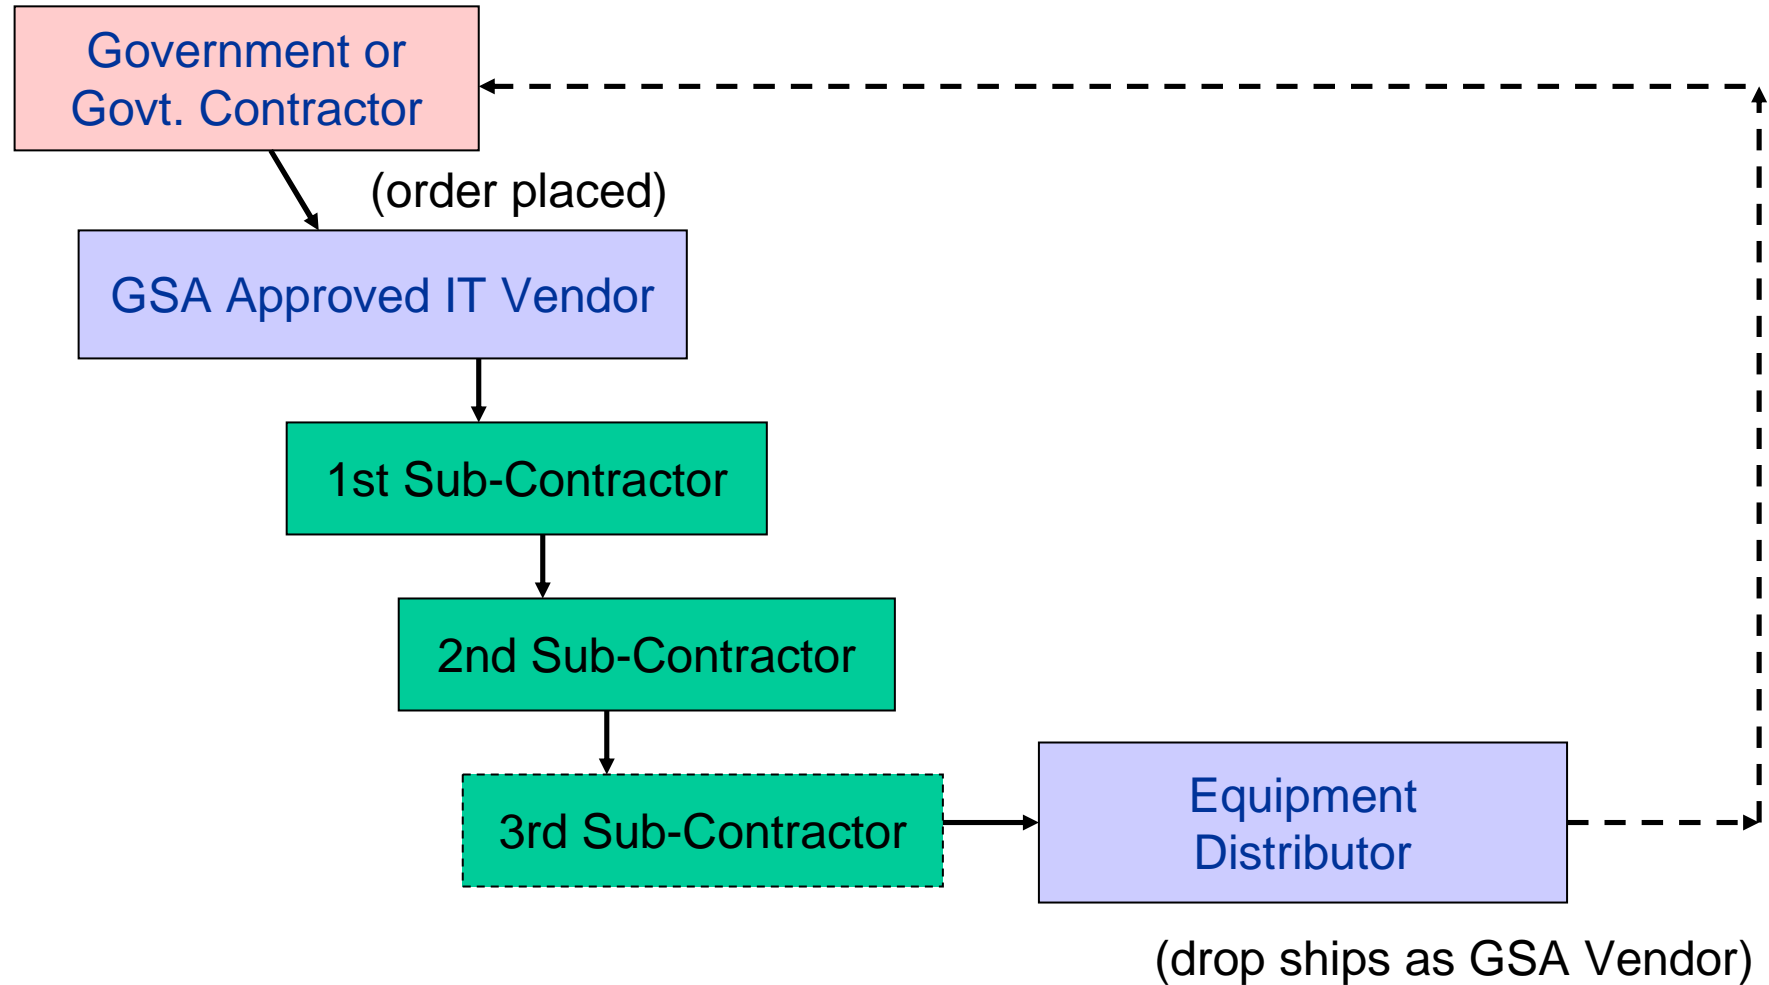 Government or
Govt. Contractor
(order placed)
GSA Approved IT Vendor
1st Sub-Contractor
2nd Sub-Contractor
3rd Sub-Contractor
Equipment
Distributor
(drop ships as GSA Vendor)